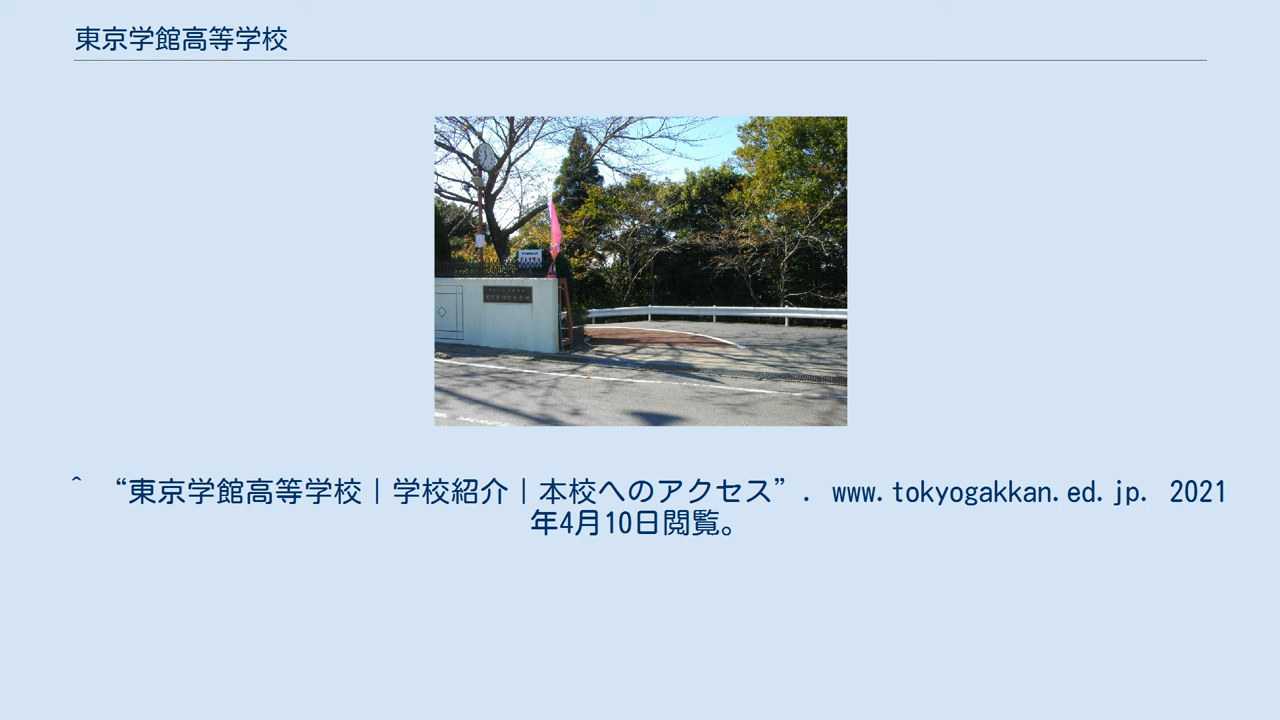 東京学館高等学校
^ “東京学館高等学校｜学校紹介｜本校へのアクセス”. www.tokyogakkan.ed.jp. 2021
年4月10日閲覧。